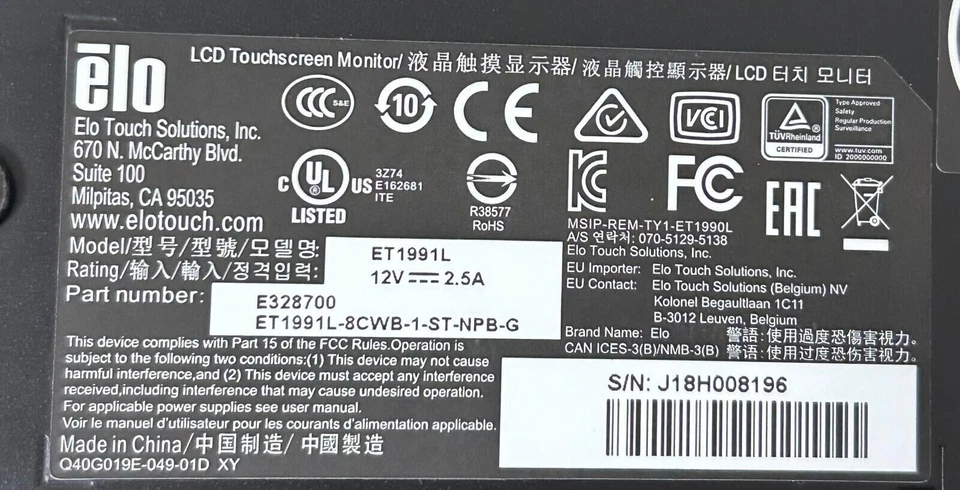 ēlo
LCD Touchscreen Monitor/ 液晶触摸显示器/ 液晶觸控顯示器/ LCD 터치 모니터
Elo Touch Solutions, Inc.
670 N. McCarthy Blvd.
Suite 100
Milpitas, CA 95035
www.elotouch.com
CCC S&E
10
CE
VCI
TÜVRheinland
CERTIFIED
Type Approved
Safety
Regular Production
Surveillance
www.tuv.com
ID 2000000000
C UL US
LISTED
3Z74
E162681
ITE
R38577
RoHS
KC
FC
EAC
MSIP-REM-TY1-ET1990L
A/S 연락처: 070-5129-5138
Elo Touch Solutions, Inc.
Model/型号/型號/모델명: ET1991L
Rating/输入/輸入/정격입력: 12V ⎓ 2.5A
Part number: E328700
ET1991L-8CWB-1-ST-NPB-G
EU Importer: Elo Touch Solutions, Inc.
EU Contact: Elo Touch Solutions (Belgium) NV
Kolonel Begaultlaan 1C11
B-3012 Leuven, Belgium
Brand Name: Elo 警語: 使用過度恐傷害視力。
CAN ICES-3(B)/NMB-3(B) 警语: 使用过度恐伤害视力。
This device complies with Part 15 of the FCC Rules.Operation is
subject to the following two conditions:(1) This device may not cause
harmful interference,and (2) This device must accept any interference
received,including interference that may cause undesired operation.
For applicable power supplies see user manual.
Voir le manuel d'utilisateur pour les courants d'alimentation applicable.
Made in China/中国制造/ 中國製造
Q40G019E-049-01D XY
S/N: J18H008196